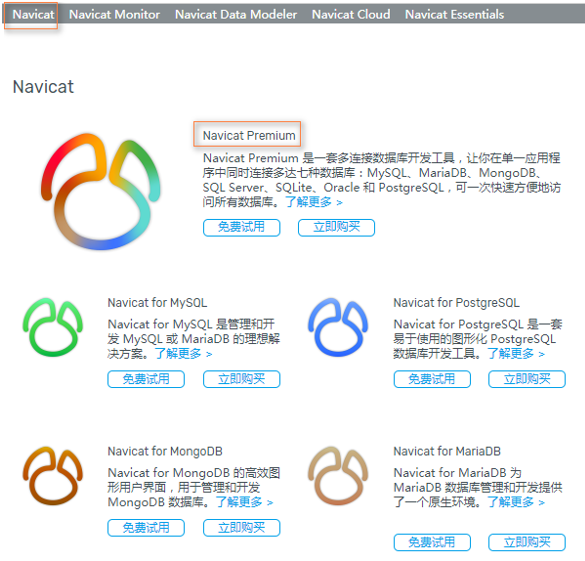 Navicat Navicat Monitor Navicat Data Modeler Navicat Cloud Navicat Essentials
Navicat
Navicat Premium
Navicat Premium 是一套多连接数据库开发工具，让你在单一应用程
序中同时连接多达七种数据库：MySQL、MariaDB、MongoDB、
SQL Server、SQLite、Oracle 和 PostgreSQL，可一次快速方便地访
问所有数据库。了解更多 >
免费试用 立即购买
Navicat for MySQL
Navicat for MySQL 是管理和开
发 MySQL 或 MariaDB 的理想解
决方案。了解更多 >
免费试用 立即购买
Navicat for PostgreSQL
Navicat for PostgreSQL 是一套
易于使用的图形化 PostgreSQL
数据库开发工具。了解更多 >
免费试用 立即购买
Navicat for MongoDB
Navicat for MongoDB 的高效图
形用户界面，用于管理和开发
MongoDB 数据库。了解更多 >
免费试用 立即购买
Navicat for MariaDB
Navicat for MariaDB 为
MariaDB 数据库管理和开发提供
了一个原生环境。了解更多 >
免费试用 立即购买